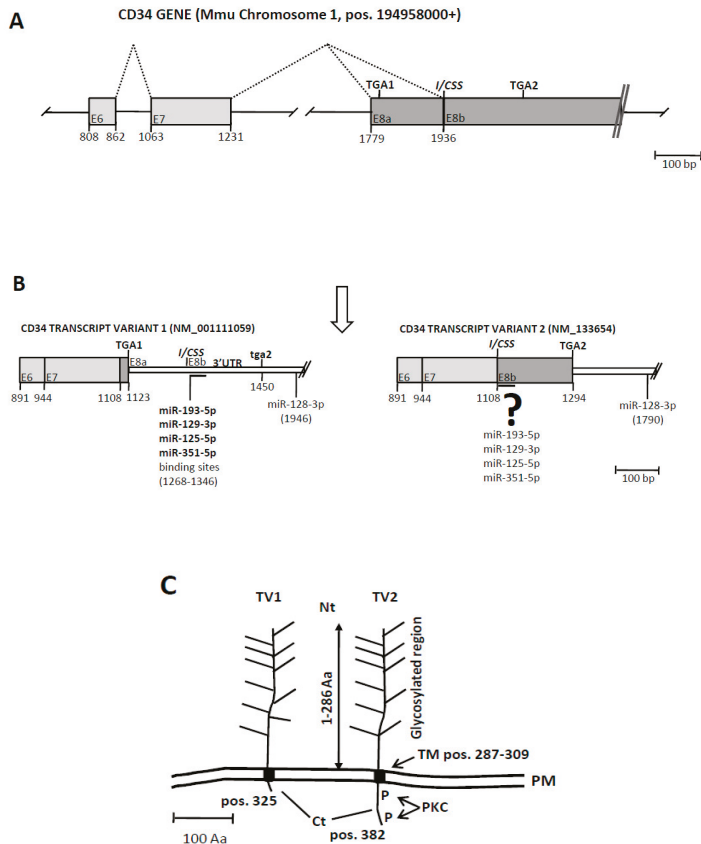 A
CD34 GENE (Mmu Chromosome 1, pos. 194958000+)
TGA1 I/CSS TGA2
E6 E7 E8a E8b
808 862 1063 1231 1779 1936
100 bp
B
CD34 TRANSCRIPT VARIANT 1 (NM_001111059)
TGA1
E8a I/CSS E8b 3'UTR tga2
E6 E7
891 944 1108 1123 1450
miR-128-3p
(1946)
miR-193-5p
miR-129-3p
miR-125-5p
miR-351-5p
binding sites
(1268-1346)
CD34 TRANSCRIPT VARIANT 2 (NM_133654)
I/CSS TGA2
E6 E7 E8b
891 944 1108 1294
?
miR-128-3p
(1790)
miR-193-5p
miR-129-3p
miR-125-5p
miR-351-5p
100 bp
C
TV1 Nt TV2
1-286 Aa
Glycosylated region
TM pos. 287-309
PM
pos. 325
P
P
PKC
Ct
pos. 382
100 Aa